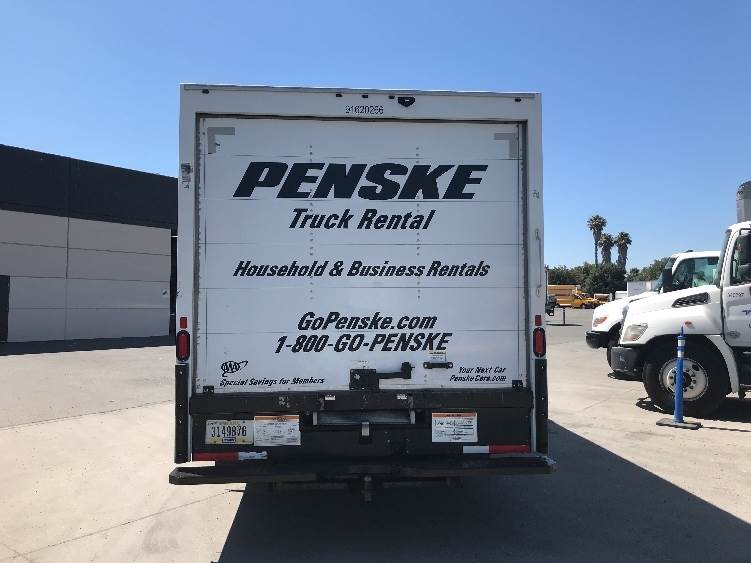 91620266
PENSKE
Truck Rental
Household & Business Rentals
GoPenske.com
1-800-GO-PENSKE
AAA
Special Savings for Members
Your Next Car
PenskeCars.com
3149876